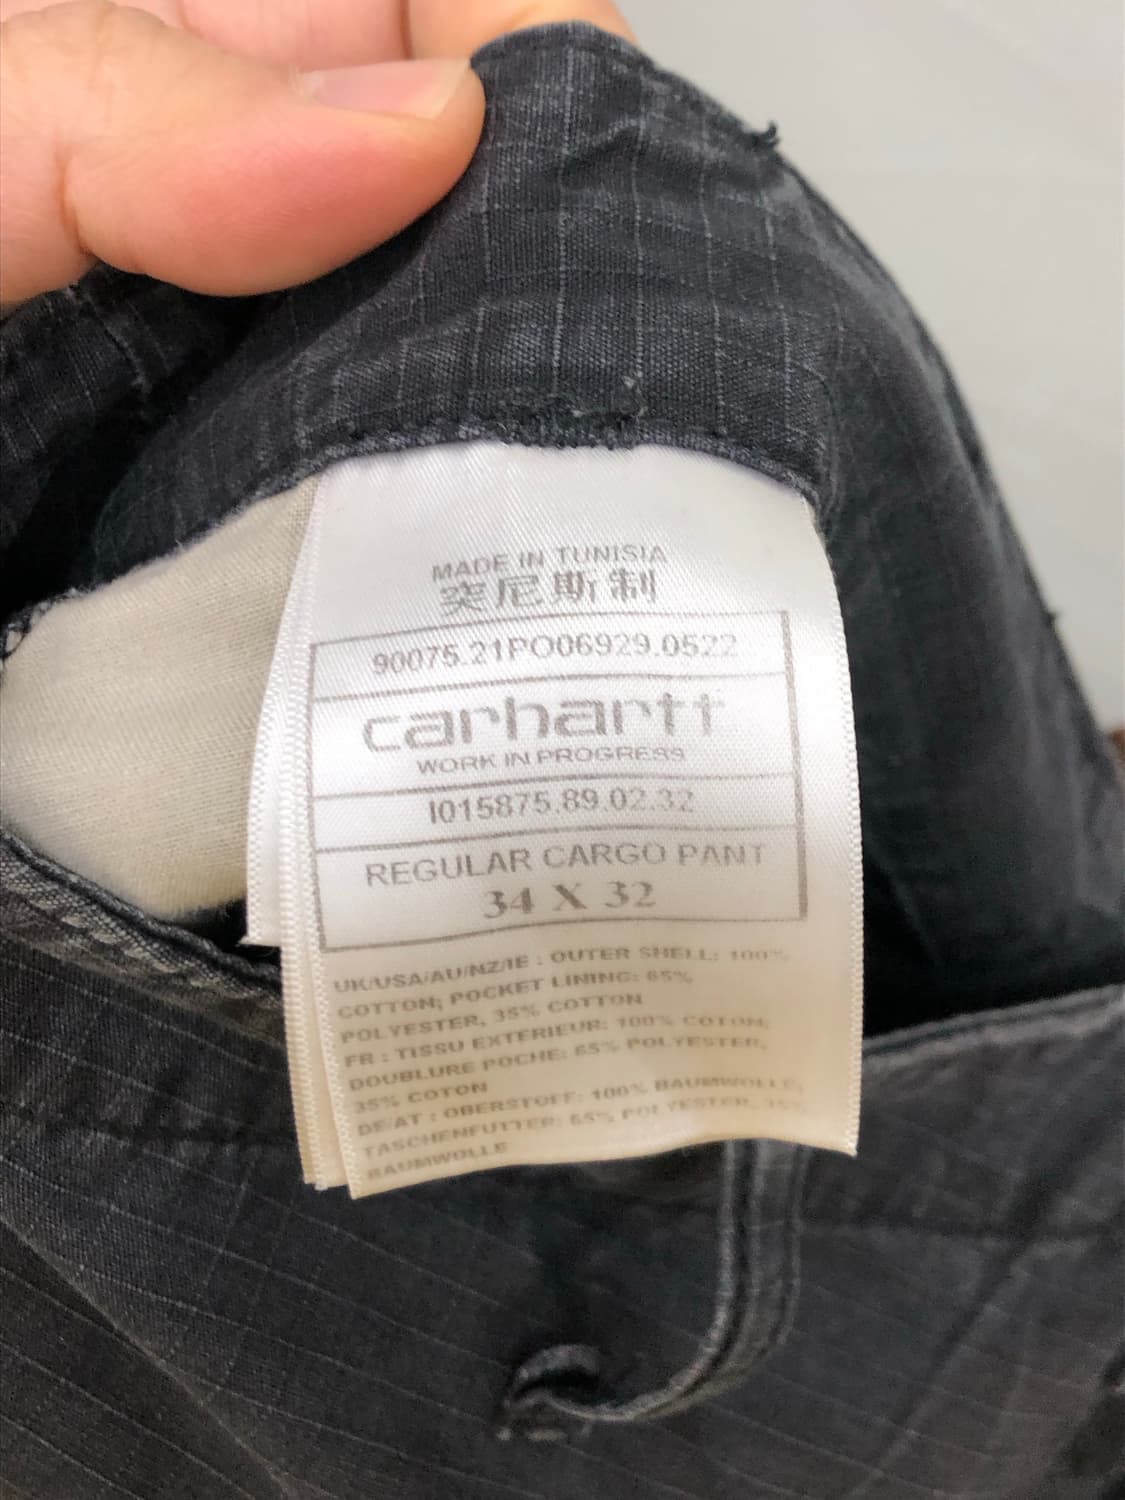 MADE IN TUNISIA
突尼斯制
90075.21PO06929.0522
carhartt
WORK IN PROGRESS
I015875.89.02.32
REGULAR CARGO PANT
34 X 32
UK/USA/AU/NZ/IE : OUTER SHELL: 100%
COTTON; POCKET LINING: 65%
POLYESTER, 35% COTTON
FR : TISSU EXTERIEUR: 100% COTON;
DOUBLURE POCHE: 65% POLYESTER,
35% COTON
DE/AT : OBERSTOFF: 100% BAUMWOLLE;
TASCHENFUTTER: 65% POLYESTER, 35%
BAUMWOLLE